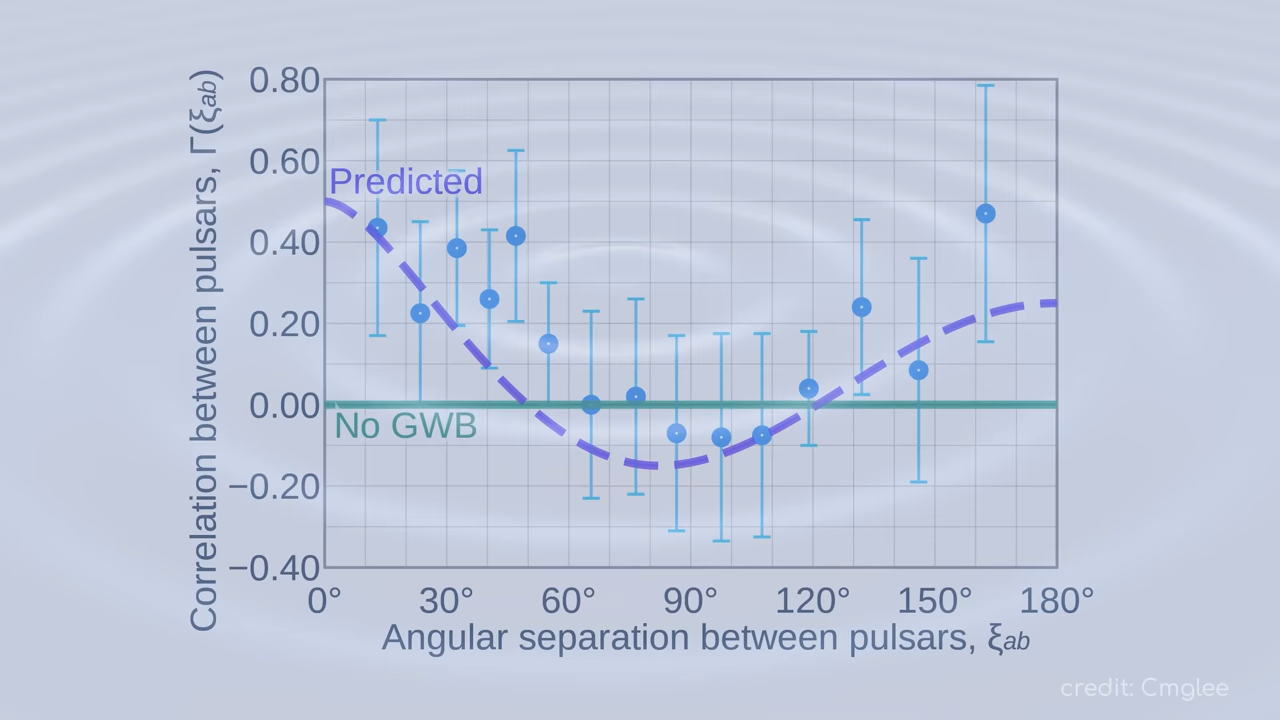 Correlation between pulsars, Γ(ξab)
0.80
0.60
0.40
0.20
0.00
−0.20
−0.40
Predicted
No GWB
0° 30° 60° 90° 120° 150° 180°
Angular separation between pulsars, ξab
credit: Cmglee